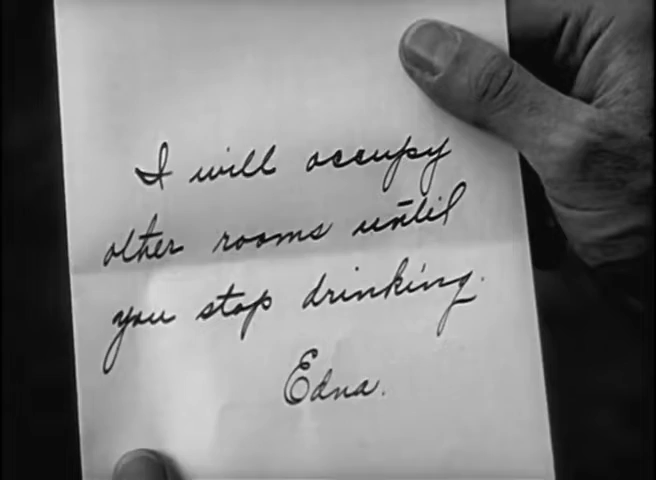 I will occupy
other rooms until
you stop drinking.
Edna.